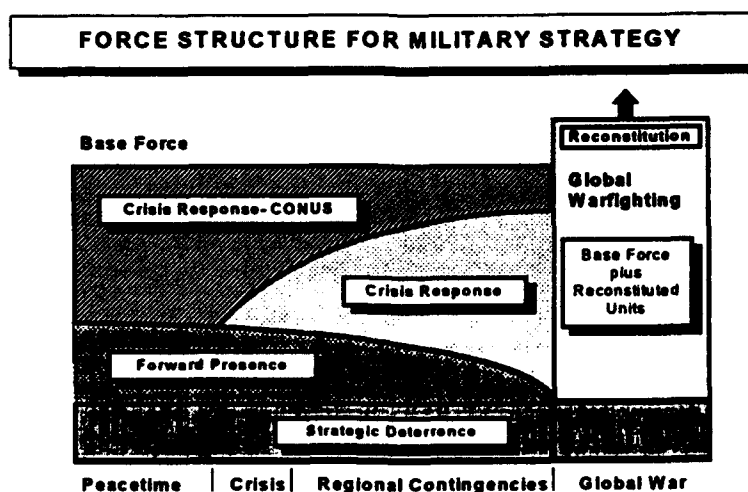 FORCE STRUCTURE FOR MILITARY STRATEGY
Base Force
Reconstitution
Global
Warfighting
Crisis Response-CONUS
Base Force
plus
Reconstituted
Units
Crisis Response
Forward Presence
Strategic Deterrence
Peacetime | Crisis | Regional Contingencies | Global War